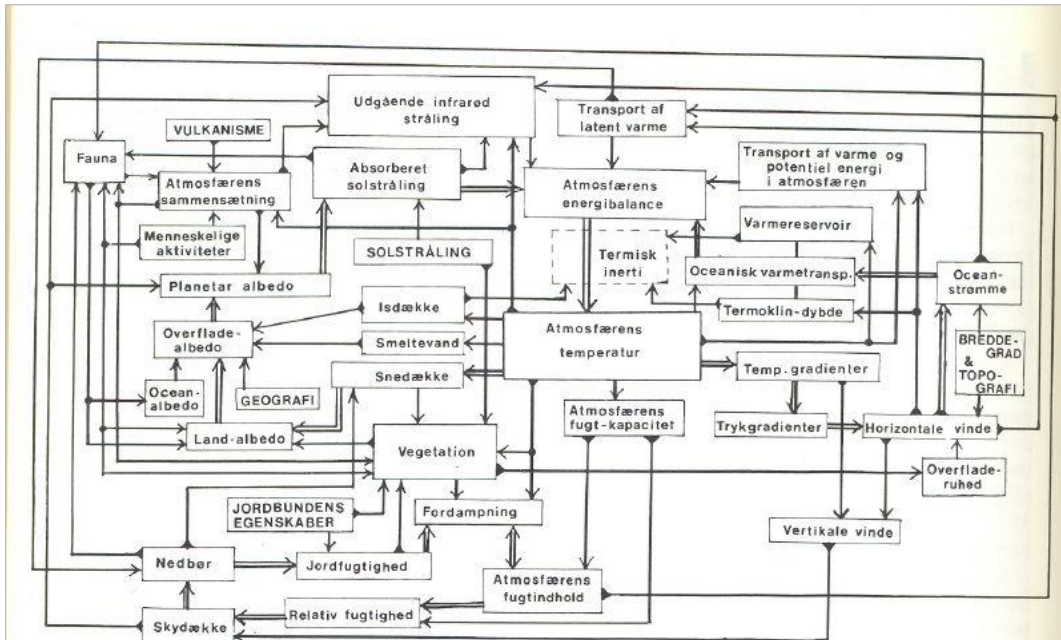 Udgående infrarød
stråling
Transport af
latent varme
VULKANISME
Fauna
Absorberet
solstråling
Transport af varme og
potentiel energi
i atmosfæren
Atmosfærens
sammensætning
Atmosfærens
energibalance
Menneskelige
aktiviteter
SOLSTRÅLING
Termisk
inerti
Varmereservoir
Oceanisk varmetransp.
Ocean-
strømme
Planetar albedo
Isdække
Termoklin-dybde
Overflade-
albedo
Smeltevand
Atmosfærens
temperatur
BREDDE-
GRAD
&
TOPO-
GRAFI
Snedække
Temp.gradienter
Ocean-
albedo
GEOGRAFI
Atmosfærens
fugt-kapacitet
Land-albedo
Vegetation
Trykgradienter
Horizontale vinde
Overflade-
ruhed
JORDBUNDENS
EGENSKABER
Fordampning
Vertikale vinde
Nedbør
Jordfugtighed
Atmosfærens
fugtindhold
Relativ fugtighed
Skydække